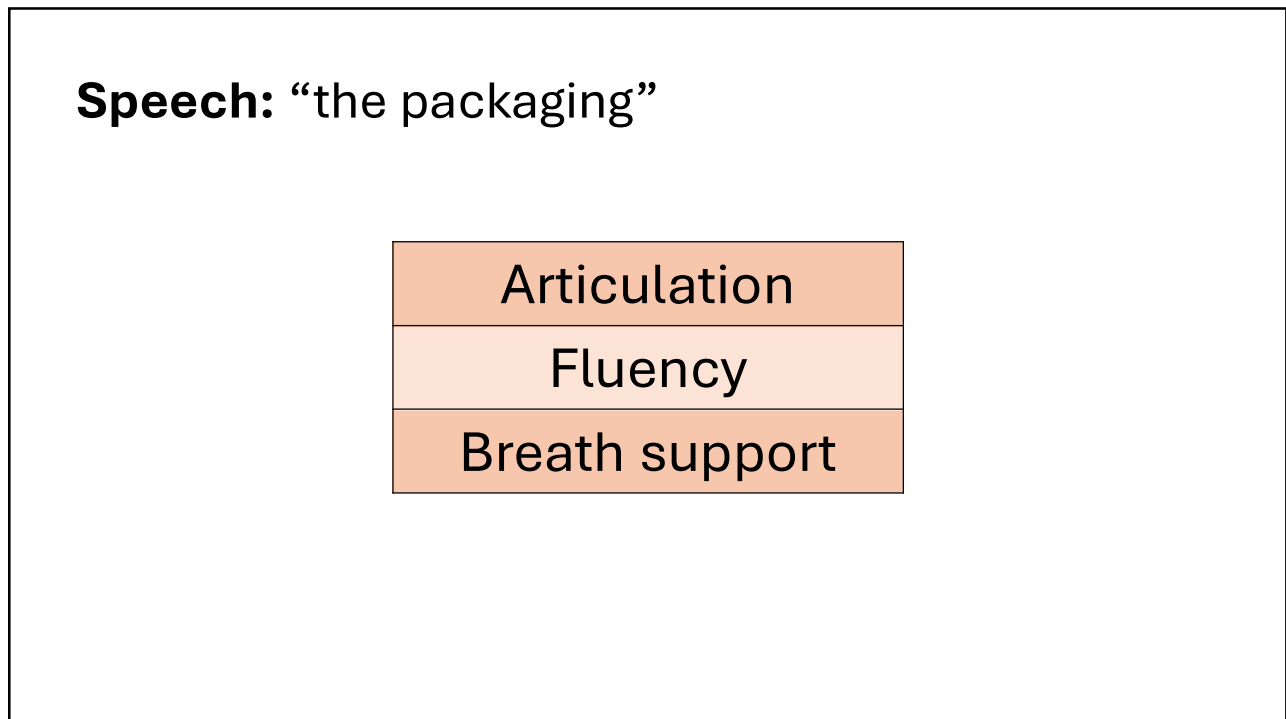 Speech: “the packaging”
Articulation
Fluency
Breath support